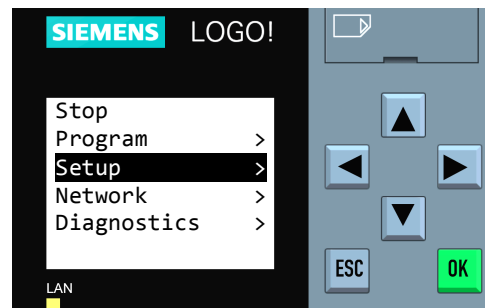 SIEMENS LOGO!
Stop
Program >
Setup >
Network >
Diagnostics >
ESC OK
LAN